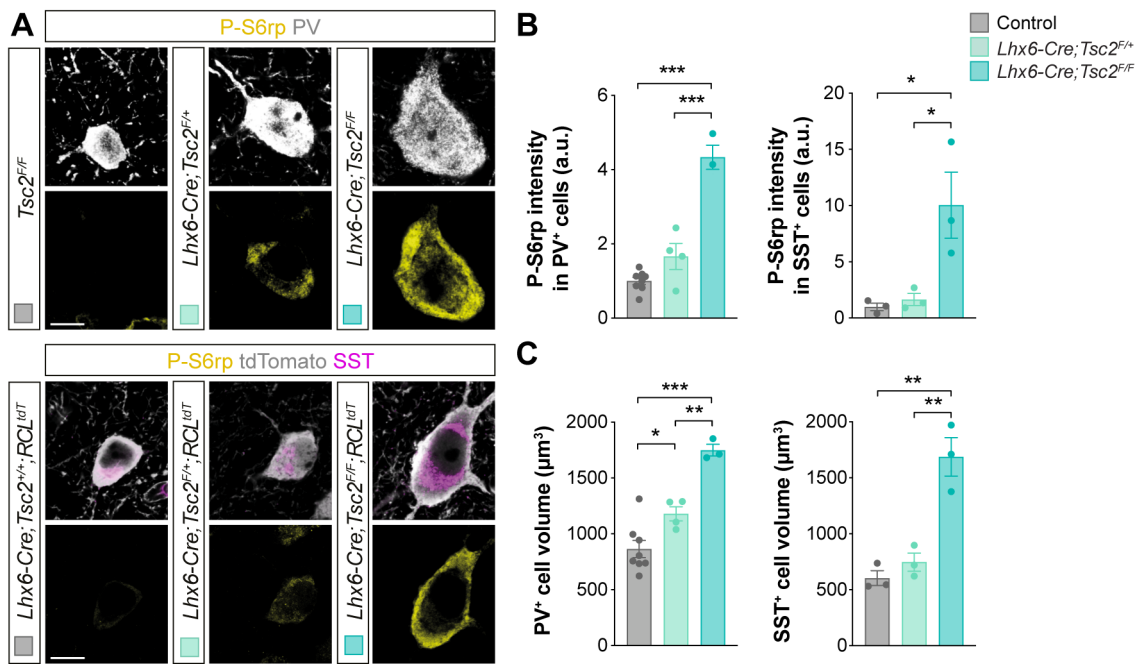 A
P-S6rp PV
Tsc2F/F
Lhx6-Cre;Tsc2F/+
Lhx6-Cre;Tsc2F/F
P-S6rp tdTomato SST
Lhx6-Cre;Tsc2+/+;RCLtdT
Lhx6-Cre;Tsc2F/+;RCLtdT
Lhx6-Cre;Tsc2F/F;RCLtdT
B
Control
Lhx6-Cre;Tsc2F/+
Lhx6-Cre;Tsc2F/F
P-S6rp intensity
in PV+ cells (a.u.)
6
4
2
0
***
***
P-S6rp intensity
in SST+ cells (a.u.)
20
15
10
5
0
*
*
C
PV+ cell volume (µm3)
2000
1500
1000
500
0
***
**
*
SST+ cell volume (µm3)
2000
1500
1000
500
0
**
**